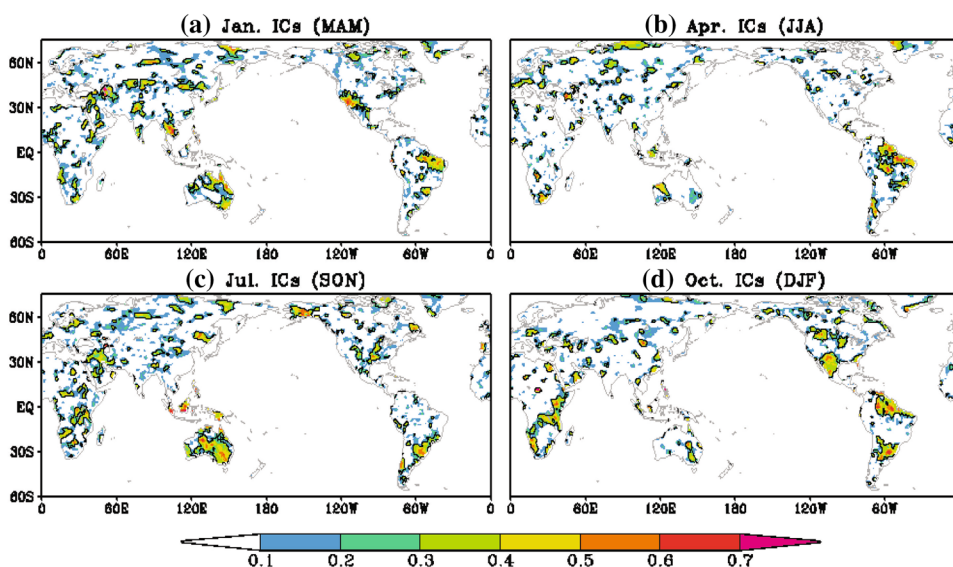 (a) Jan. ICs (MAM)
(b) Apr. ICs (JJA)
60N
30N
EQ
30S
60S
0 60E 120E 180 120W 60W 0
0 60E 120E 180 120W 60W
(c) Jul. ICs (SON)
(d) Oct. ICs (DJF)
60N
30N
EQ
30S
60S
0 60E 120E 180 120W 60W 0
0 60E 120E 180 120W 60W
0.1 0.2 0.3 0.4 0.5 0.6 0.7